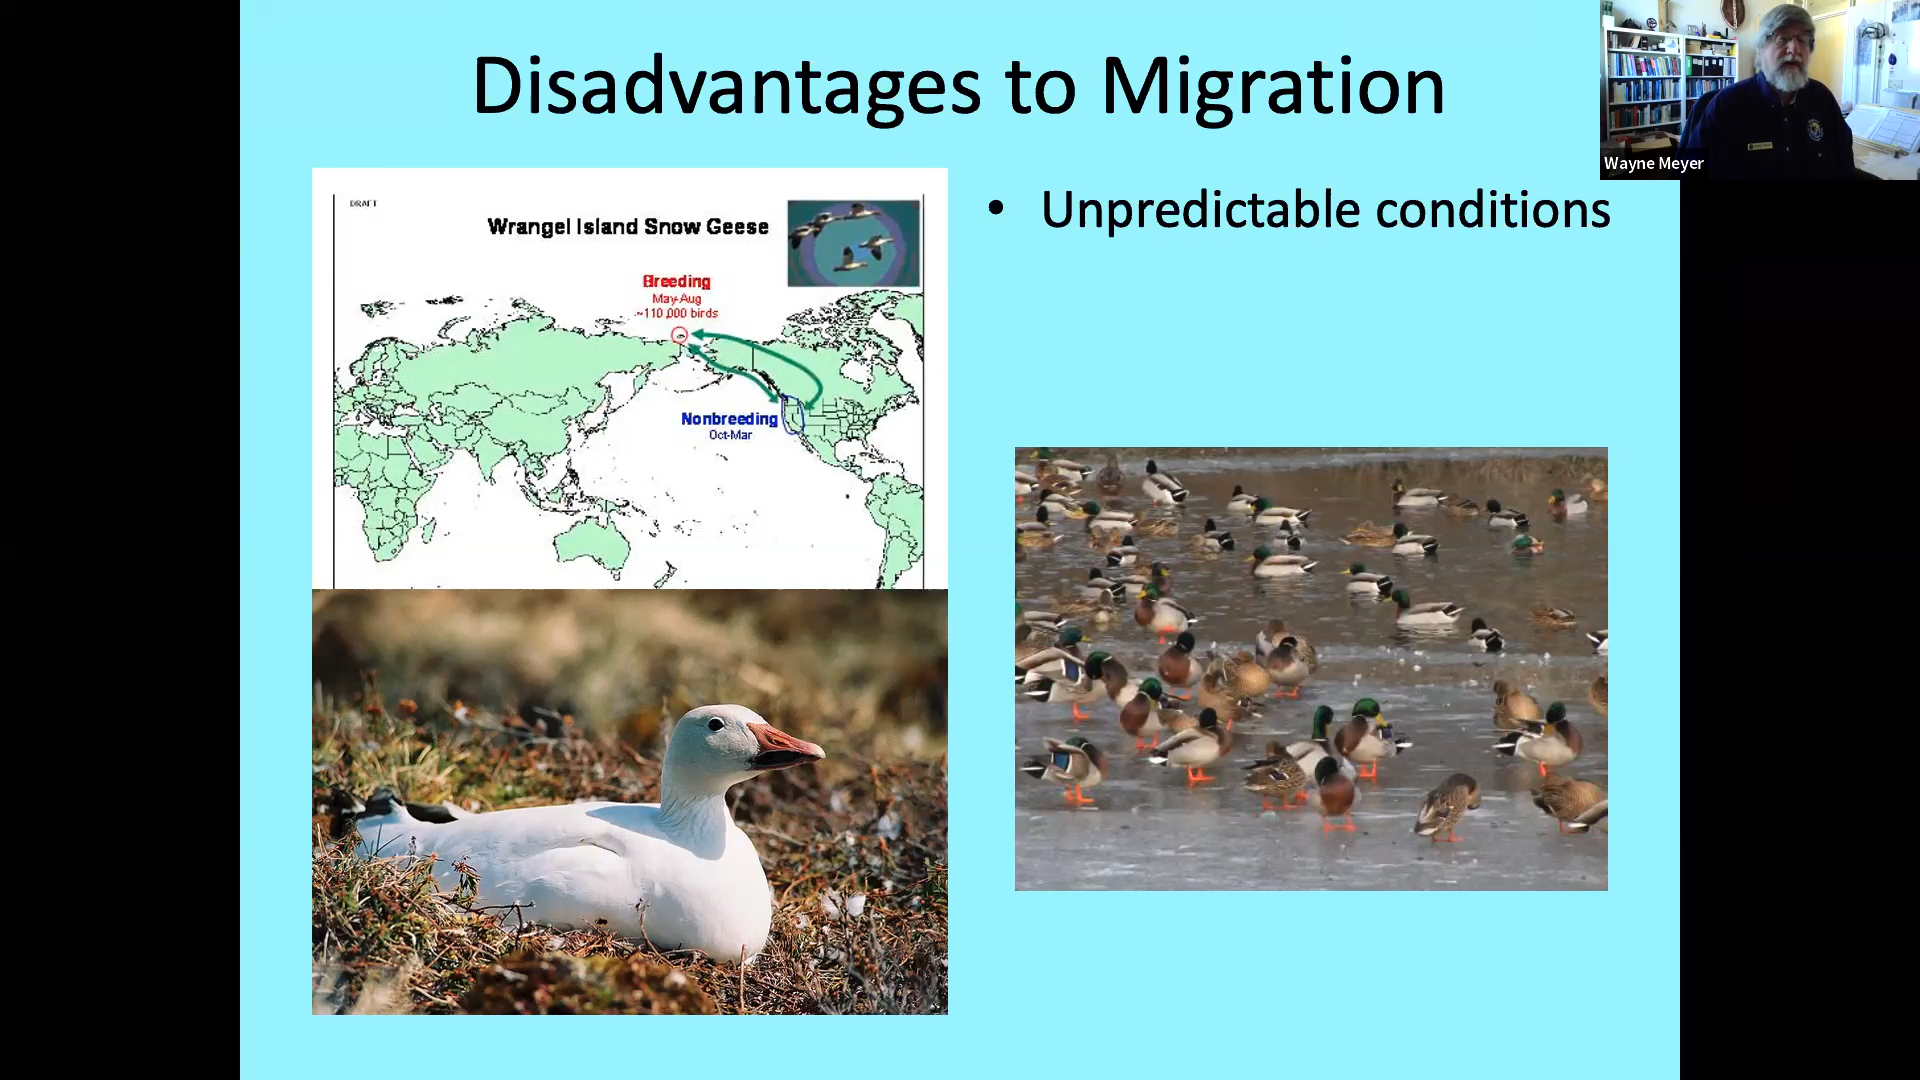 Disadvantages to Migration
Wayne Meyer
DRAFT
Wrangel Island Snow Geese
Breeding
May-Aug
~110,000 birds
Nonbreeding
Oct-Mar
• Unpredictable conditions